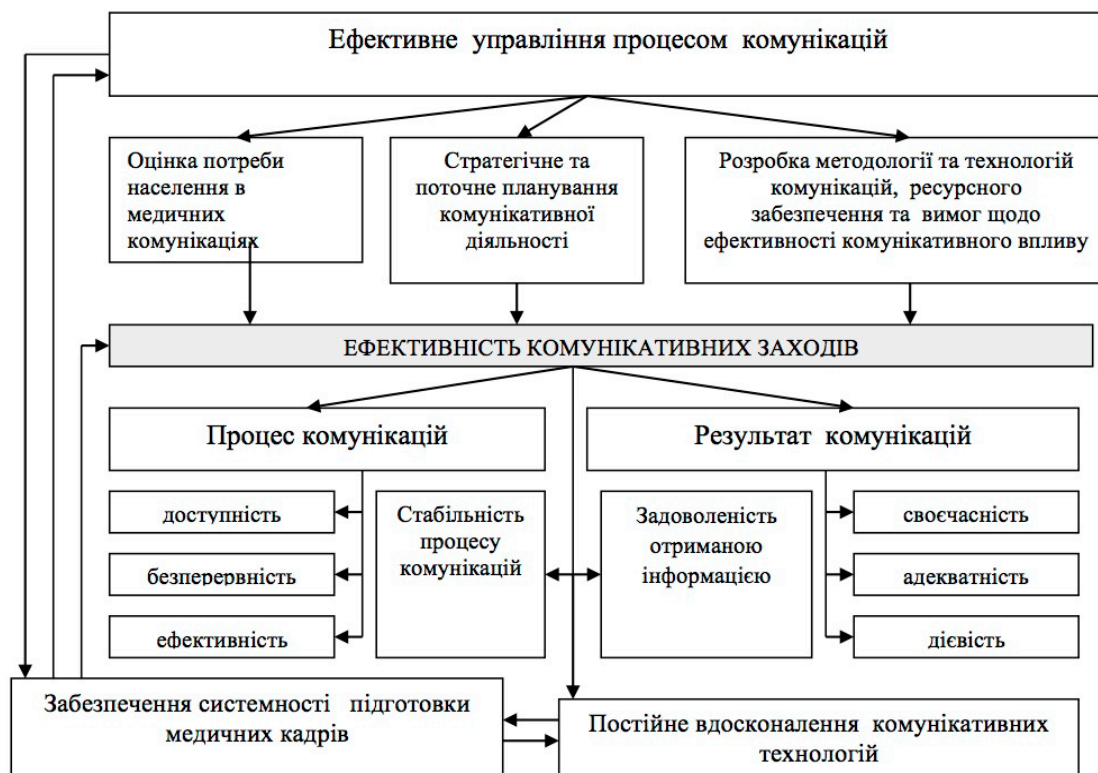 Ефективне управління процесом комунікацій
Оцінка потреби
населення в
медичних
комунікаціях
Стратегічне та
поточне планування
комунікативної
діяльності
Розробка методології та технологій
комунікацій, ресурсного
забезпечення та вимог щодо
ефективності комунікативного впливу
ЕФЕКТИВНІСТЬ КОМУНІКАТИВНИХ ЗАХОДІВ
Процес комунікацій
Результат комунікацій
доступність
безперервність
ефективність
Стабільність
процесу
комунікацій
Задоволеність
отриманою
інформацією
своєчасність
адекватність
дієвість
Забезпечення системності підготовки
медичних кадрів
Постійне вдосконалення комунікативних
технологій